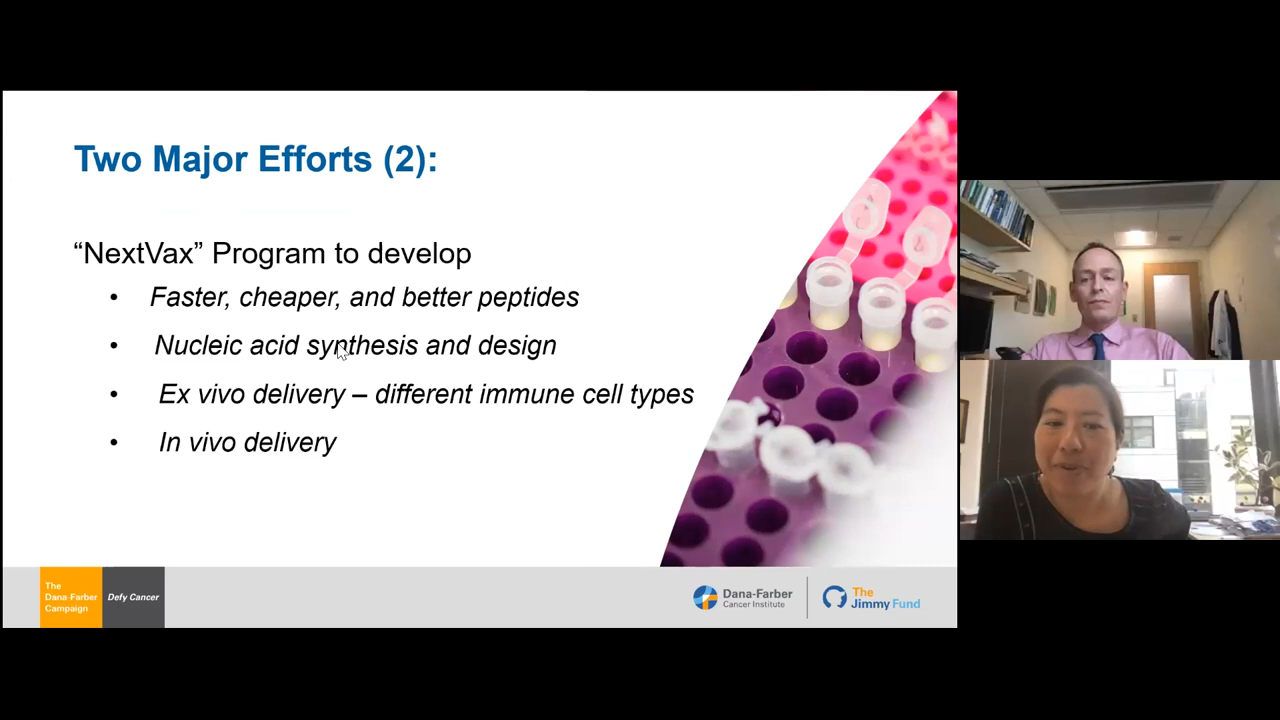 Two Major Efforts (2):
“NextVax” Program to develop
• Faster, cheaper, and better peptides
• Nucleic acid synthesis and design
• Ex vivo delivery – different immune cell types
• In vivo delivery
The
Dana-Farber
Campaign
Defy Cancer
Dana-Farber
Cancer Institute
The
Jimmy Fund